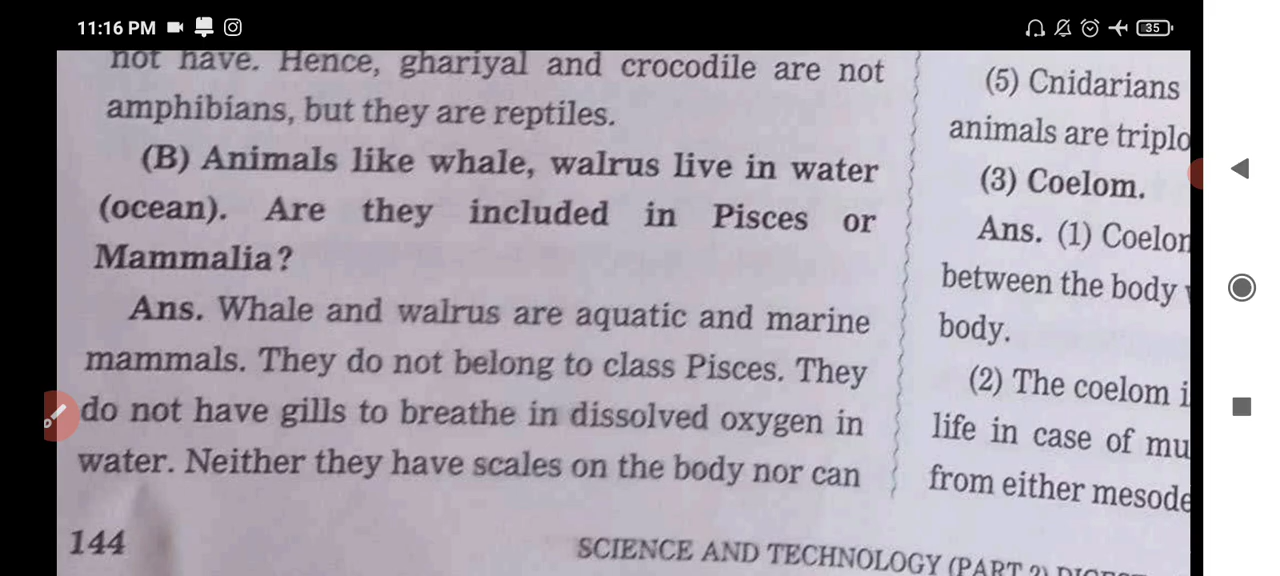 11:16 PM
35
not have. Hence, ghariyal and crocodile are not
amphibians, but they are reptiles.
(B) Animals like whale, walrus live in water
(ocean). Are they included in Pisces or
Mammalia?
Ans. Whale and walrus are aquatic and marine
mammals. They do not belong to class Pisces. They
do not have gills to breathe in dissolved oxygen in
water. Neither they have scales on the body nor can
144
SCIENCE AND TECHNOLOGY (PART 2) DIGEST
(5) Cnidarians
animals are triplo
(3) Coelom.
Ans. (1) Coelom
between the body
body.
(2) The coelom i
life in case of mu
from either mesode